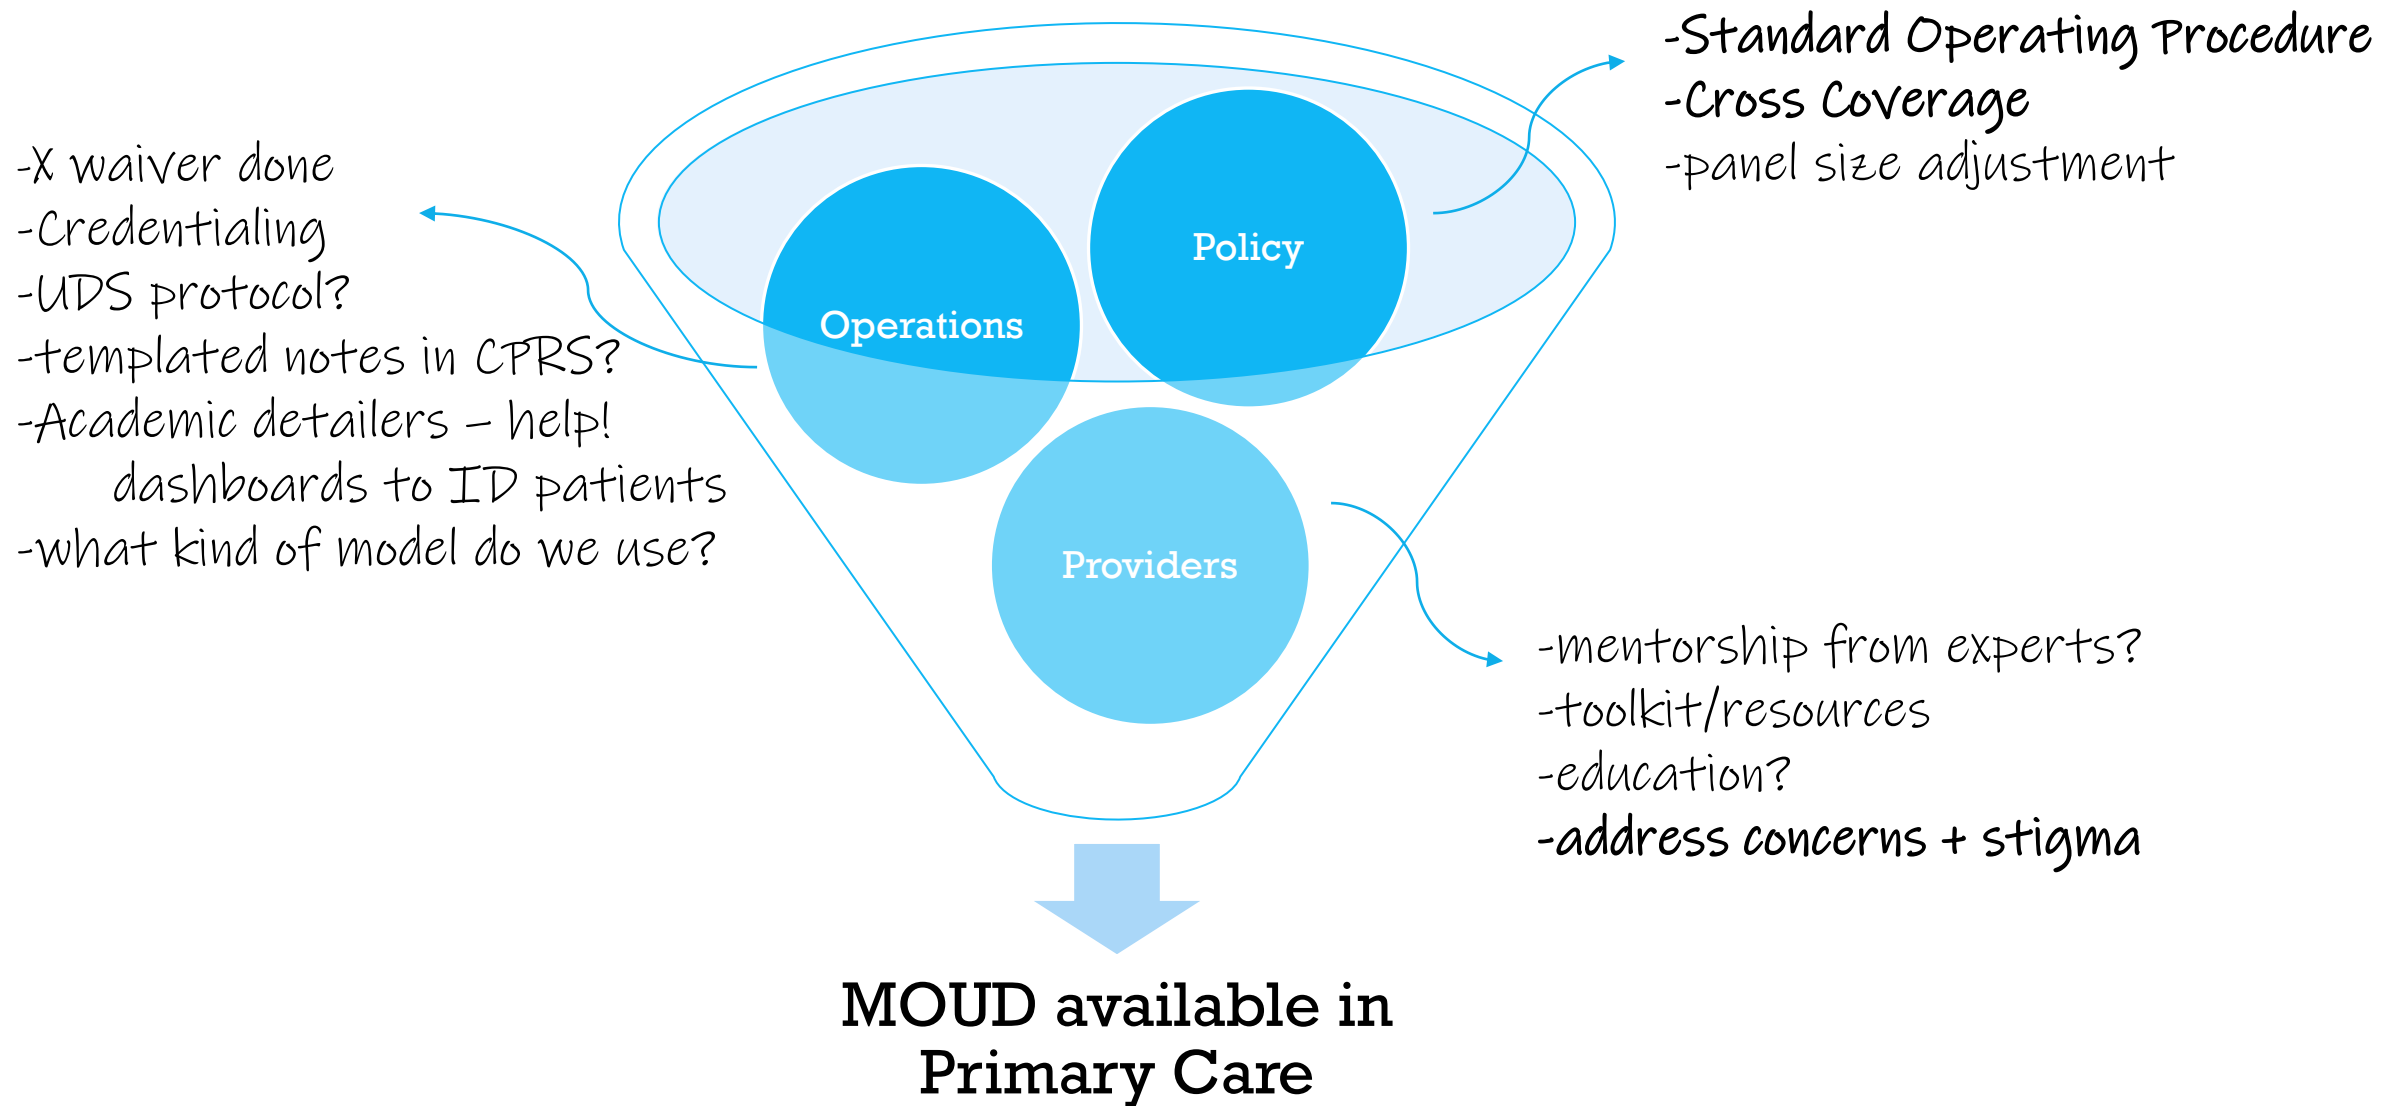 -Standard Operating Procedure
-Cross Coverage
-panel size adjustment
-X waiver done
-Credentialing
-UDS protocol?
-templated notes in CPRS?
-Academic detailers – help!
dashboards to ID patients
-what kind of model do we use?
Policy
Operations
Providers
-mentorship from experts?
-toolkit/resources
-education?
-address concerns + stigma
MOUD available in
Primary Care